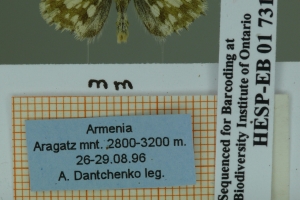 mm
Armenia
Aragatz mnt. ,2800-3200 m.
26-29.08.96
A. Dantchenko leg.
Sequenced for Barcoding at
Biodiversity Institute of Ontario
HESP-EB 01 731